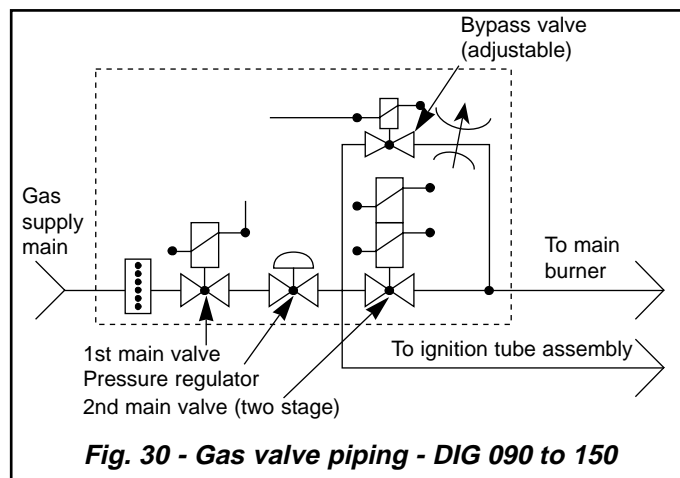 Bypass valve
(adjustable)
Gas
supply
main
To main
burner
To ignition tube assembly
1st main valve
Pressure regulator
2nd main valve (two stage)
Fig. 30 - Gas valve piping - DIG 090 to 150